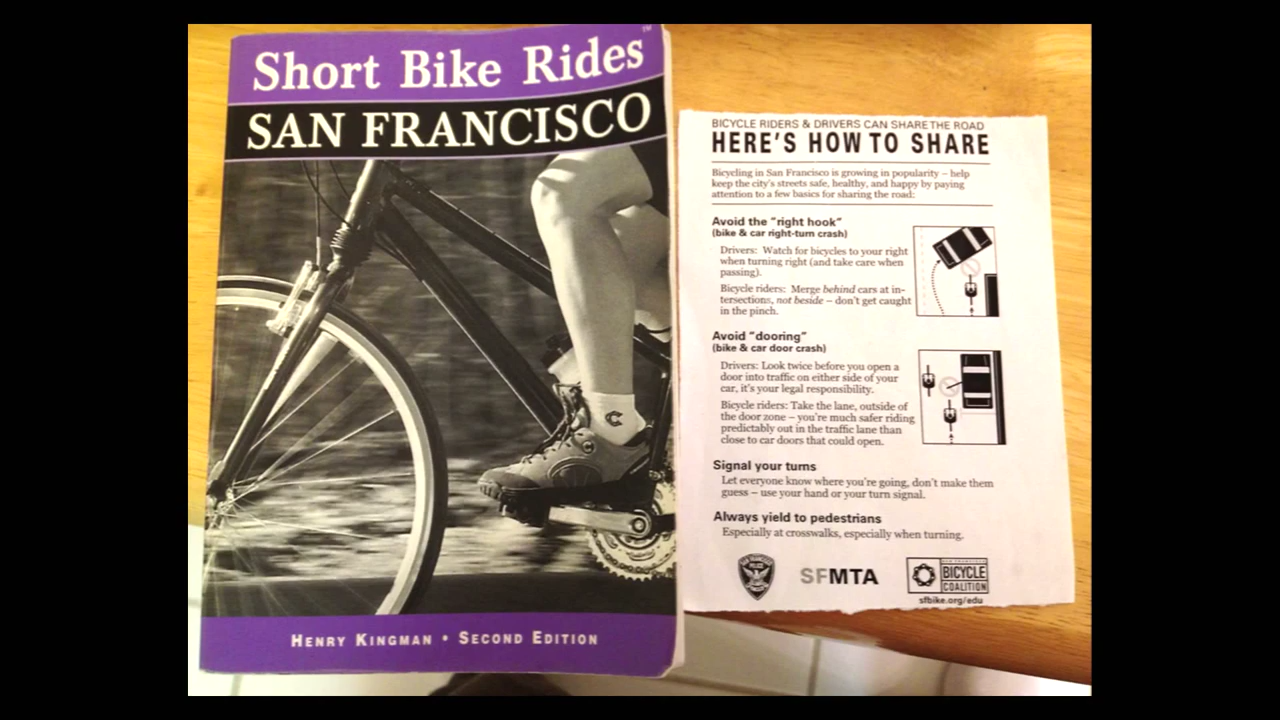 Short Bike Rides™
SAN FRANCISCO
HENRY KINGMAN • SECOND EDITION
BICYCLE RIDERS & DRIVERS CAN SHARE THE ROAD
HERE'S HOW TO SHARE
Bicycling in San Francisco is growing in popularity – help
keep the city's streets safe, healthy, and happy by paying
attention to a few basics for sharing the road:
Avoid the "right hook"
(bike & car right-turn crash)
Drivers: Watch for bicycles to your right
when turning right (and take care when
passing).
Bicycle riders: Merge behind cars at in-
tersections, not beside – don't get caught
in the pinch.
Avoid "dooring"
(bike & car door crash)
Drivers: Look twice before you open a
door into traffic on either side of your
car, it's your legal responsibility.
Bicycle riders: Take the lane, outside of
the door zone – you're much safer riding
predictably out in the traffic lane than
close to car doors that could open.
Signal your turns
Let everyone know where you're going, don't make them
guess – use your hand or your turn signal.
Always yield to pedestrians
Especially at crosswalks, especially when turning.
SAN FRANCISCO
POLICE
SFMTA
SAN FRANCISCO
BICYCLE
COALITION
sfbike.org/edu